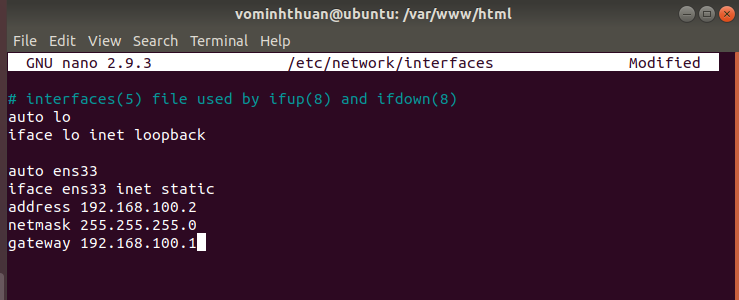 vominhthuan@ubuntu: /var/www/html
File Edit View Search Terminal Help
GNU nano 2.9.3 /etc/network/interfaces Modified
# interfaces(5) file used by ifup(8) and ifdown(8)
auto lo
iface lo inet loopback
auto ens33
iface ens33 inet static
address 192.168.100.2
netmask 255.255.255.0
gateway 192.168.100.1